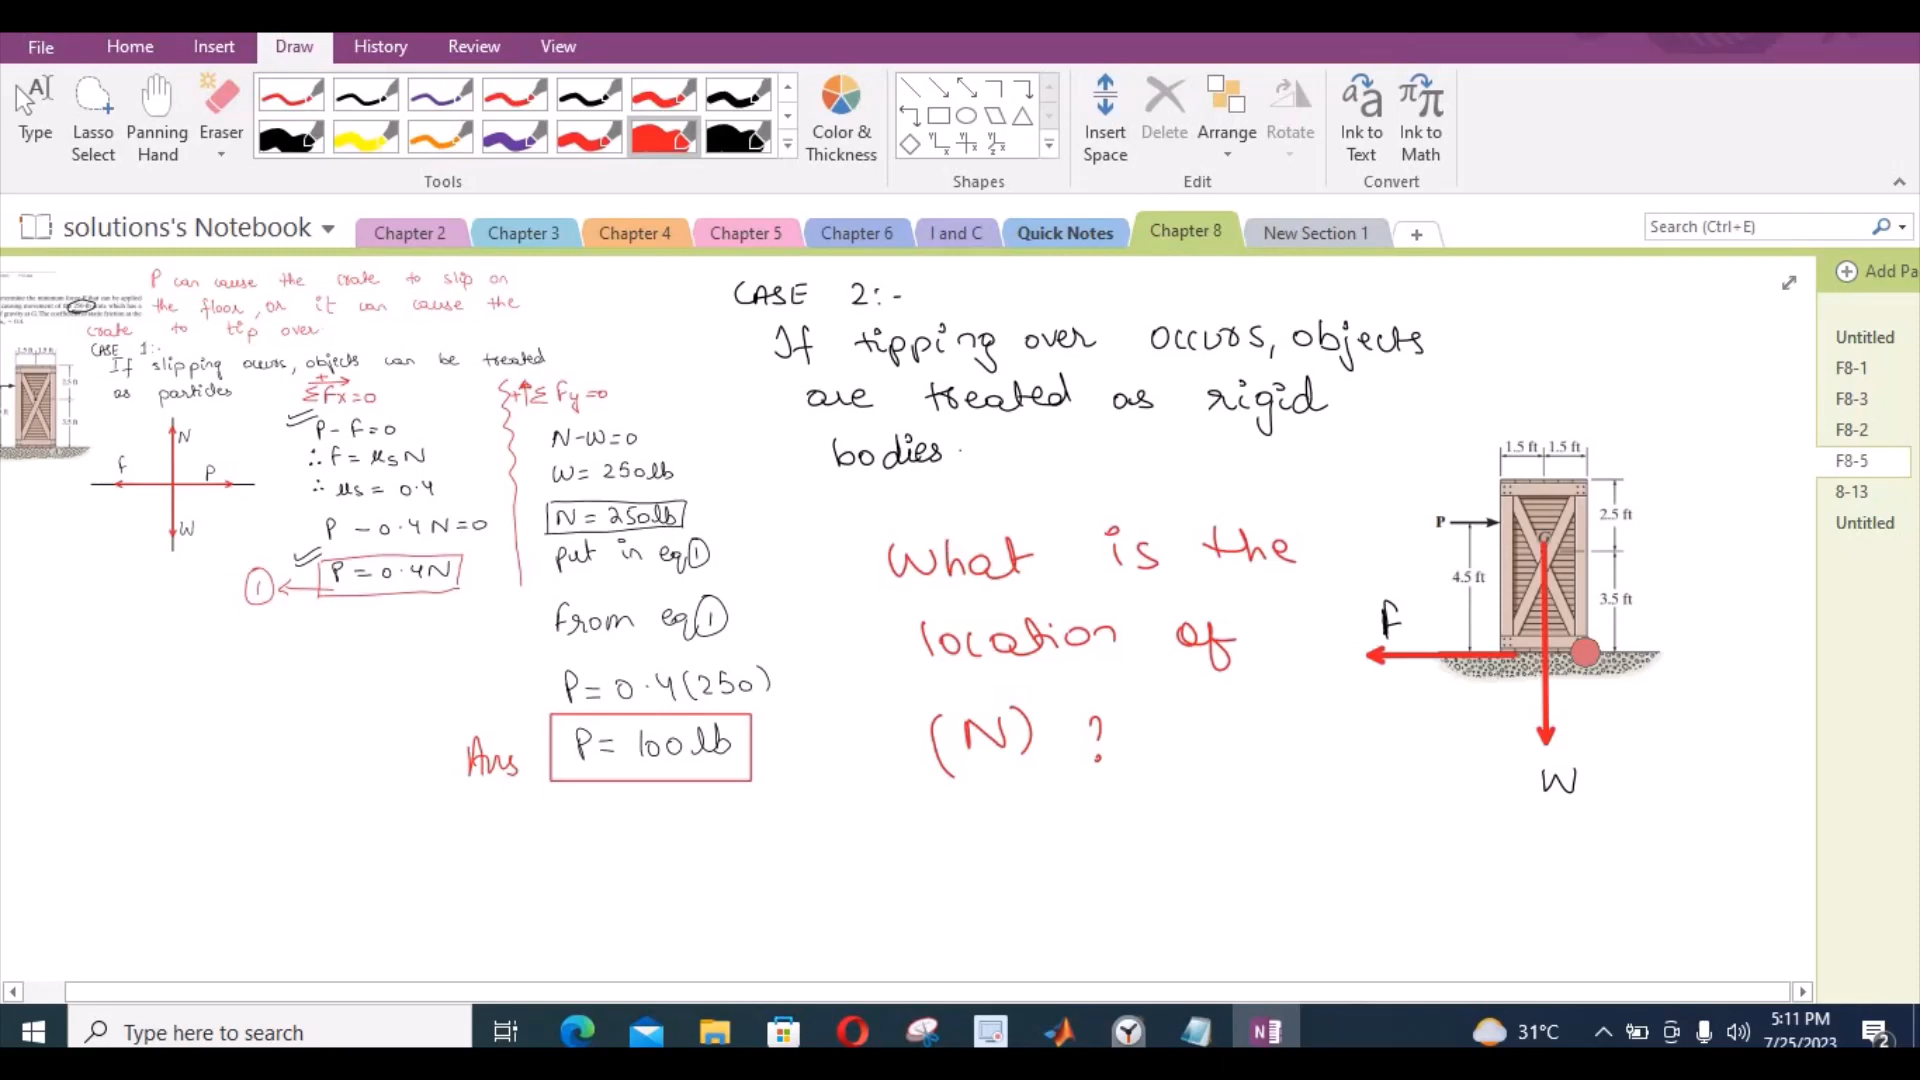 File
Home
Insert
Draw
History
Review
View
Type
Lasso Select
Panning Hand
Eraser
Color & Thickness
Insert Space
Delete
Arrange
Rotate
Ink to Text
Ink to Math
Tools
Shapes
Edit
Convert
solutions's Notebook
Chapter 2
Chapter 3
Chapter 4
Chapter 5
Chapter 6
I and C
Quick Notes
Chapter 8
New Section 1
Search (Ctrl+E)
Add Pa
Untitled
F8-1
F8-3
F8-2
F8-5
8-13
Untitled
P can cause the crate to slip on
the floor, or it can cause the
crate to tip over.
CASE 1:-
If slipping occurs, objects can be treated
as particles
N
f
P
W
ΣFx=0
P-f=0
∴ f = μsN
∴ μs = 0.4
P - 0.4N=0
P = 0.4N
1
+↑ΣFy=0
N-W=0
W= 250lb
N = 250lb
put in eq 1
from eq 1
P= 0.4(250)
Ans
P= 100lb
CASE 2:-
If tipping over occurs, objects
are treated as rigid
bodies.
What is the
location of
(N) ?
1.5 ft
1.5 ft
P
G
2.5 ft
4.5 ft
3.5 ft
F
W
Type here to search
31°C
5:11 PM
7/25/2023
2